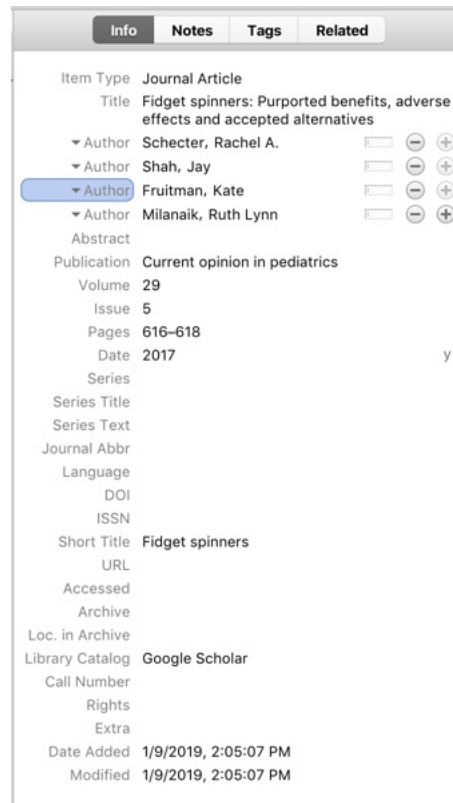 Info Notes Tags Related
Item Type Journal Article
Title Fidget spinners: Purported benefits, adverse
effects and accepted alternatives
Author Schecter, Rachel A.
Author Shah, Jay
Author Fruitman, Kate
Author Milanaik, Ruth Lynn
Abstract
Publication Current opinion in pediatrics
Volume 29
Issue 5
Pages 616–618
Date 2017 y
Series
Series Title
Series Text
Journal Abbr
Language
DOI
ISSN
Short Title Fidget spinners
URL
Accessed
Archive
Loc. in Archive
Library Catalog Google Scholar
Call Number
Rights
Extra
Date Added 1/9/2019, 2:05:07 PM
Modified 1/9/2019, 2:05:07 PM